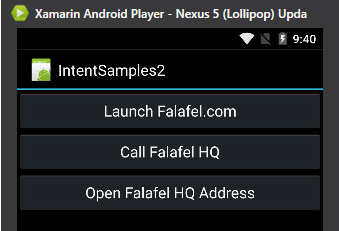 Xamarin Android Player - Nexus 5 (Lollipop) Upda
9:40
IntentSamples2
Launch Falafel.com
Call Falafel HQ
Open Falafel HQ Address